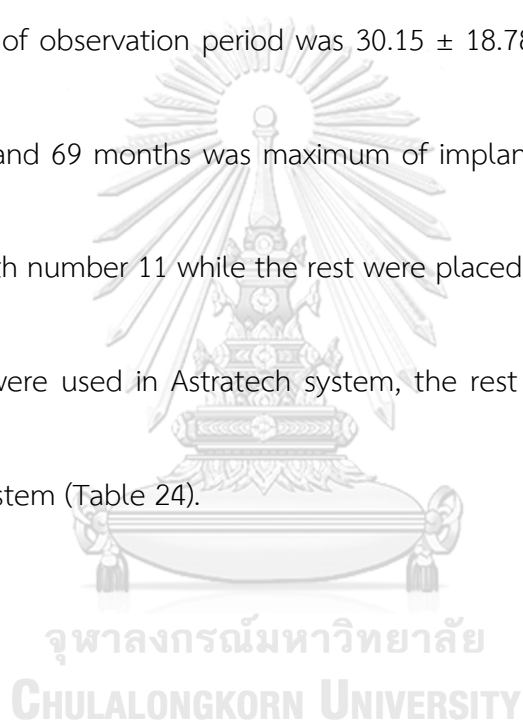 of observation period was 30.15 ± 18.78
and 69 months was maximum of implan
th number 11 while the rest were placed
were used in Astratech system, the rest
stem (Table 24).
จุฬาลงกรณ์มหาวิทยาลัย
CHULALONGKORN UNIVERSITY